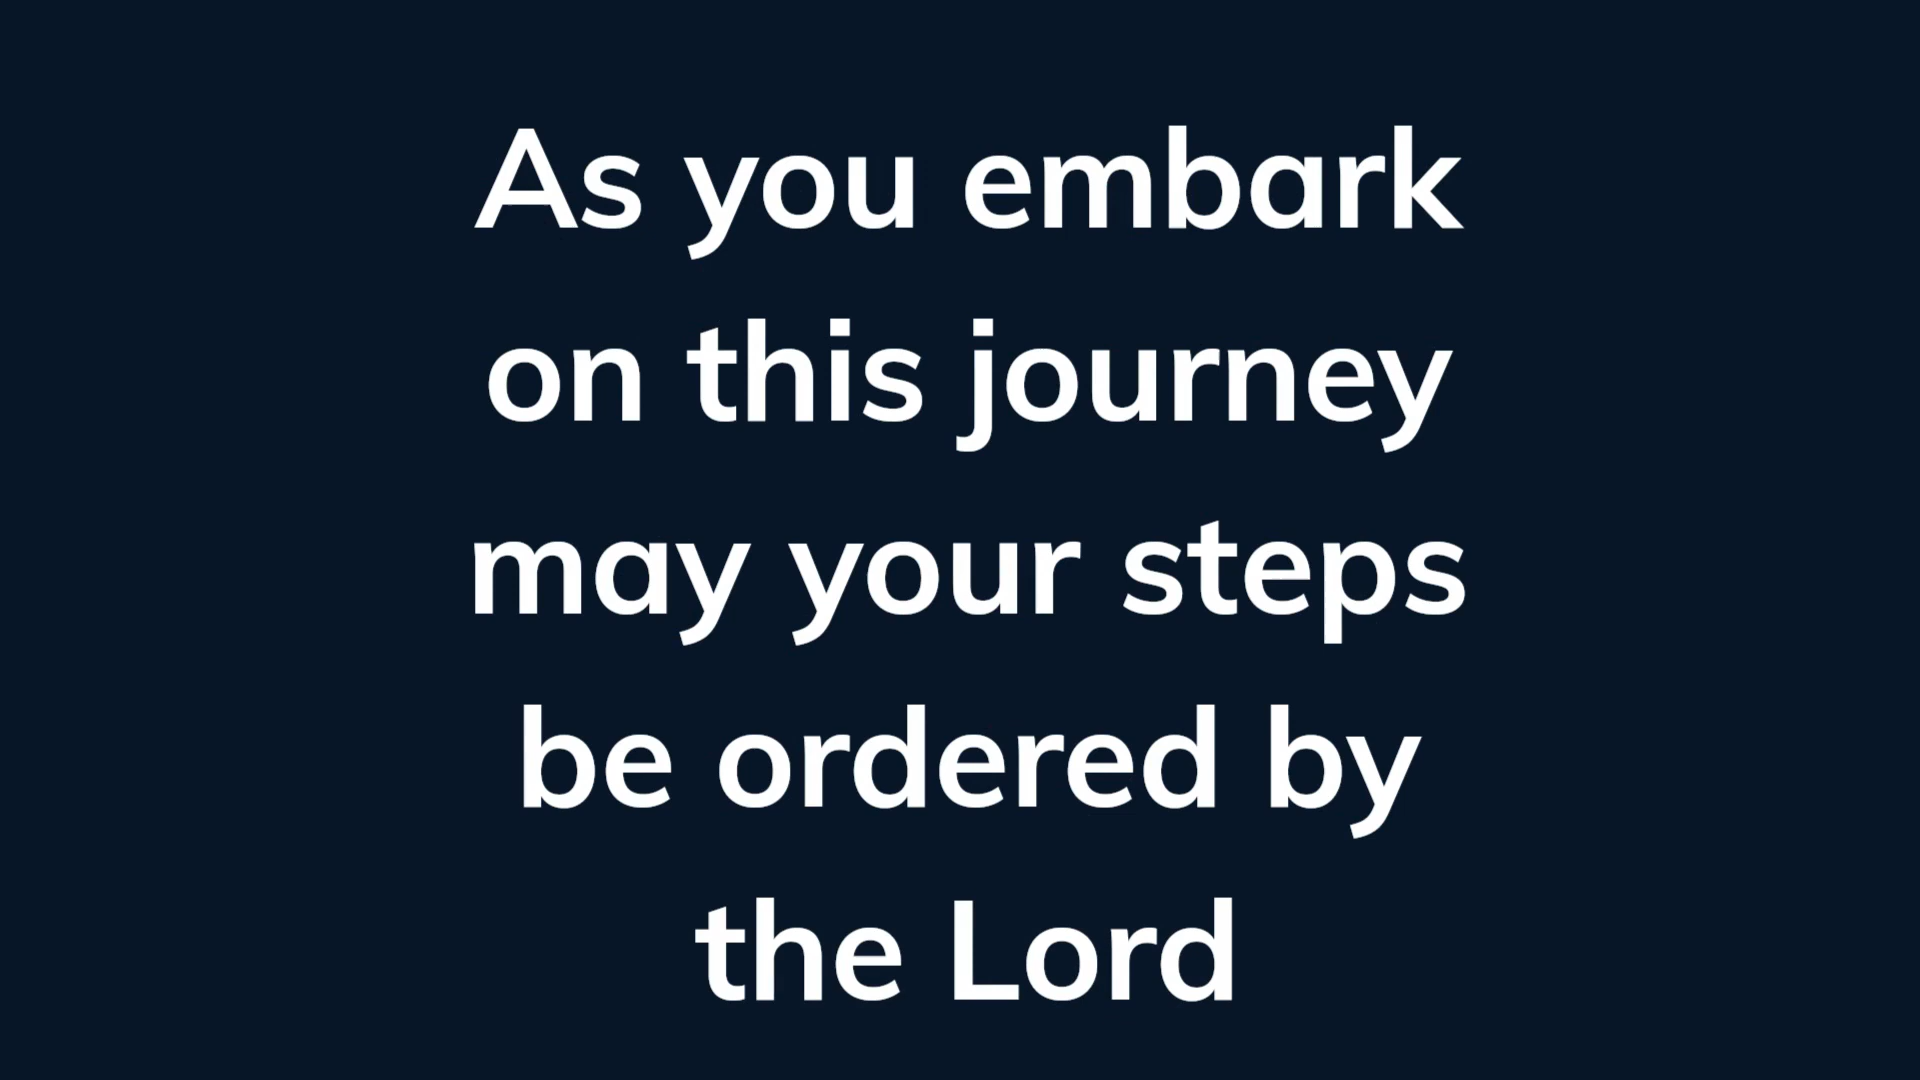 As you embark
on this journey
may your steps
be ordered by
the Lord